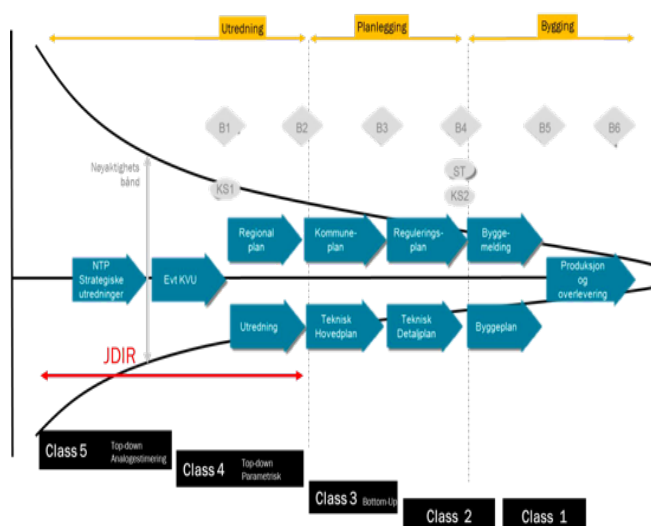 Utredning Planlegging Bygging
B1 B2 B3 B4 B5 B6
Nøyaktighets
bånd
ST
KS1 KS2
Regional
plan
Kommune-
plan
Regulerings-
plan
Bygge-
melding
NTP
Strategiske
utredninger
Evt KVU
Produksjon
og
overlevering
Utredning
Teknisk
Hovedplan
Teknisk
Detaljplan
Byggeplan
JDIR
Class 5 Top-down
Analogestimering
Class 4 Top-down
Parametrisk
Class 3 Bottom-Up
Class 2
Class 1